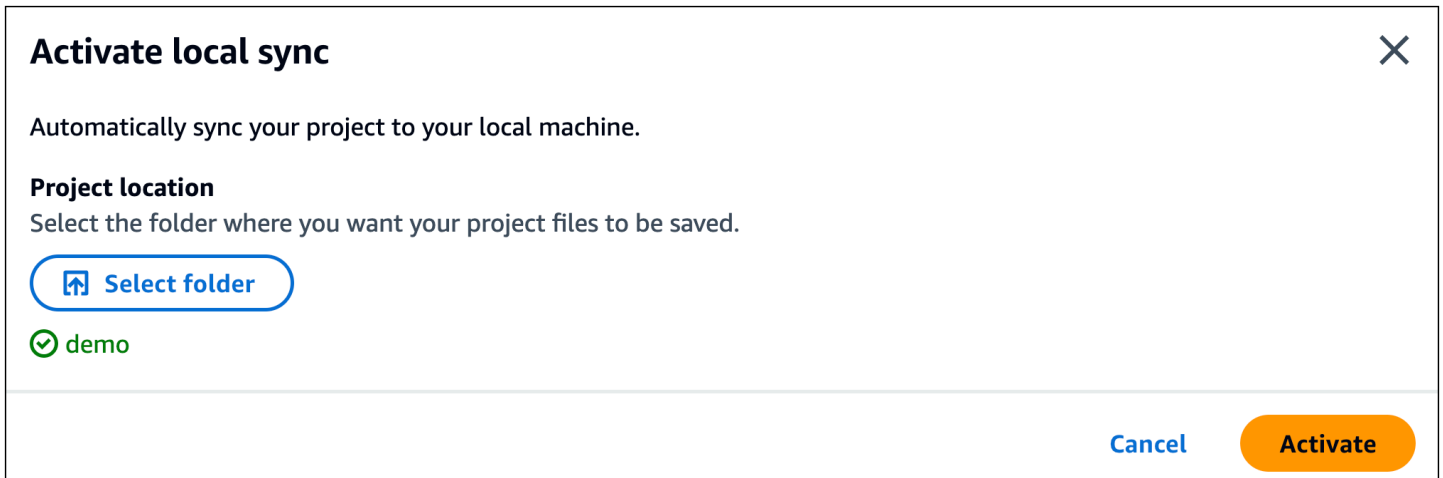 Activate local sync
Automatically sync your project to your local machine.
Project location
Select the folder where you want your project files to be saved.
Select folder
demo
Cancel
Activate